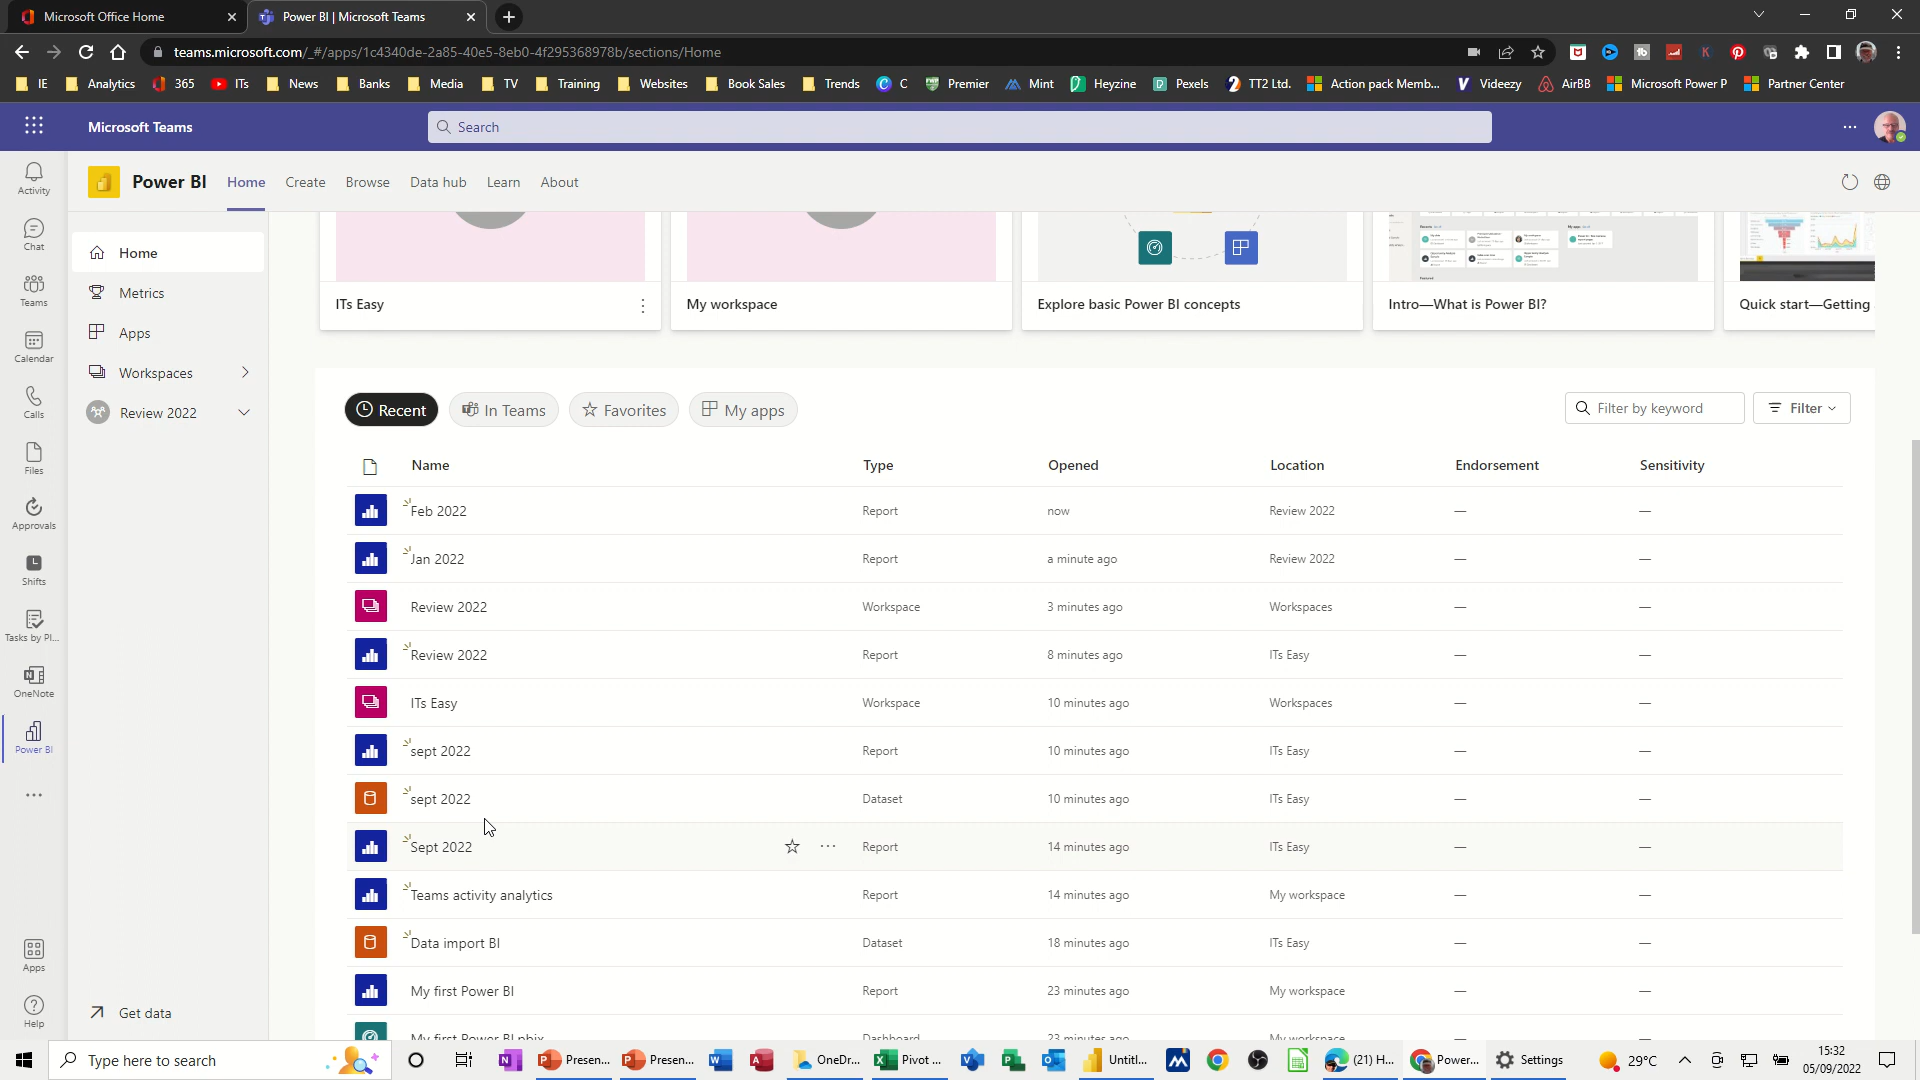 Microsoft Office Home
Power BI | Microsoft Teams
teams.microsoft.com/_#/apps/1c4340de-2a85-40e5-8eb0-4f295368978b/sections/Home
IE Analytics 365 ITs News Banks Media TV Training Websites Book Sales Trends C Premier Mint Heyzine Pexels TT2 Ltd. Action pack Memb... Videezy AirBB Microsoft Power P Partner Center
Microsoft Teams
Search
Power BI Home Create Browse Data hub Learn About
Activity
Chat
Teams
Calendar
Calls
Files
Approvals
Shifts
Tasks by Pl...
OneNote
Power BI
Apps
Help
Home
Metrics
Apps
Workspaces
Review 2022
Get data
ITs Easy
My workspace
Explore basic Power BI concepts
Intro—What is Power BI?
Quick start—Getting
Recent In Teams Favorites My apps
Filter by keyword Filter
Name Type Opened Location Endorsement Sensitivity
Feb 2022 Report now Review 2022 — —
Jan 2022 Report a minute ago Review 2022 — —
Review 2022 Workspace 3 minutes ago Workspaces — —
Review 2022 Report 8 minutes ago ITs Easy — —
ITs Easy Workspace 10 minutes ago Workspaces — —
sept 2022 Report 10 minutes ago ITs Easy — —
sept 2022 Dataset 10 minutes ago ITs Easy — —
Sept 2022 Report 14 minutes ago ITs Easy — —
Teams activity analytics Report 14 minutes ago My workspace — —
Data import BI Dataset 18 minutes ago ITs Easy — —
My first Power BI Report 23 minutes ago My workspace — —
My first Power BI.pbix Dashboard 23 minutes ago My workspace
Type here to search
Presen... Presen... OneDr... Pivot ... Untitl... (21) H... Power... Settings
29°C
15:32
05/09/2022